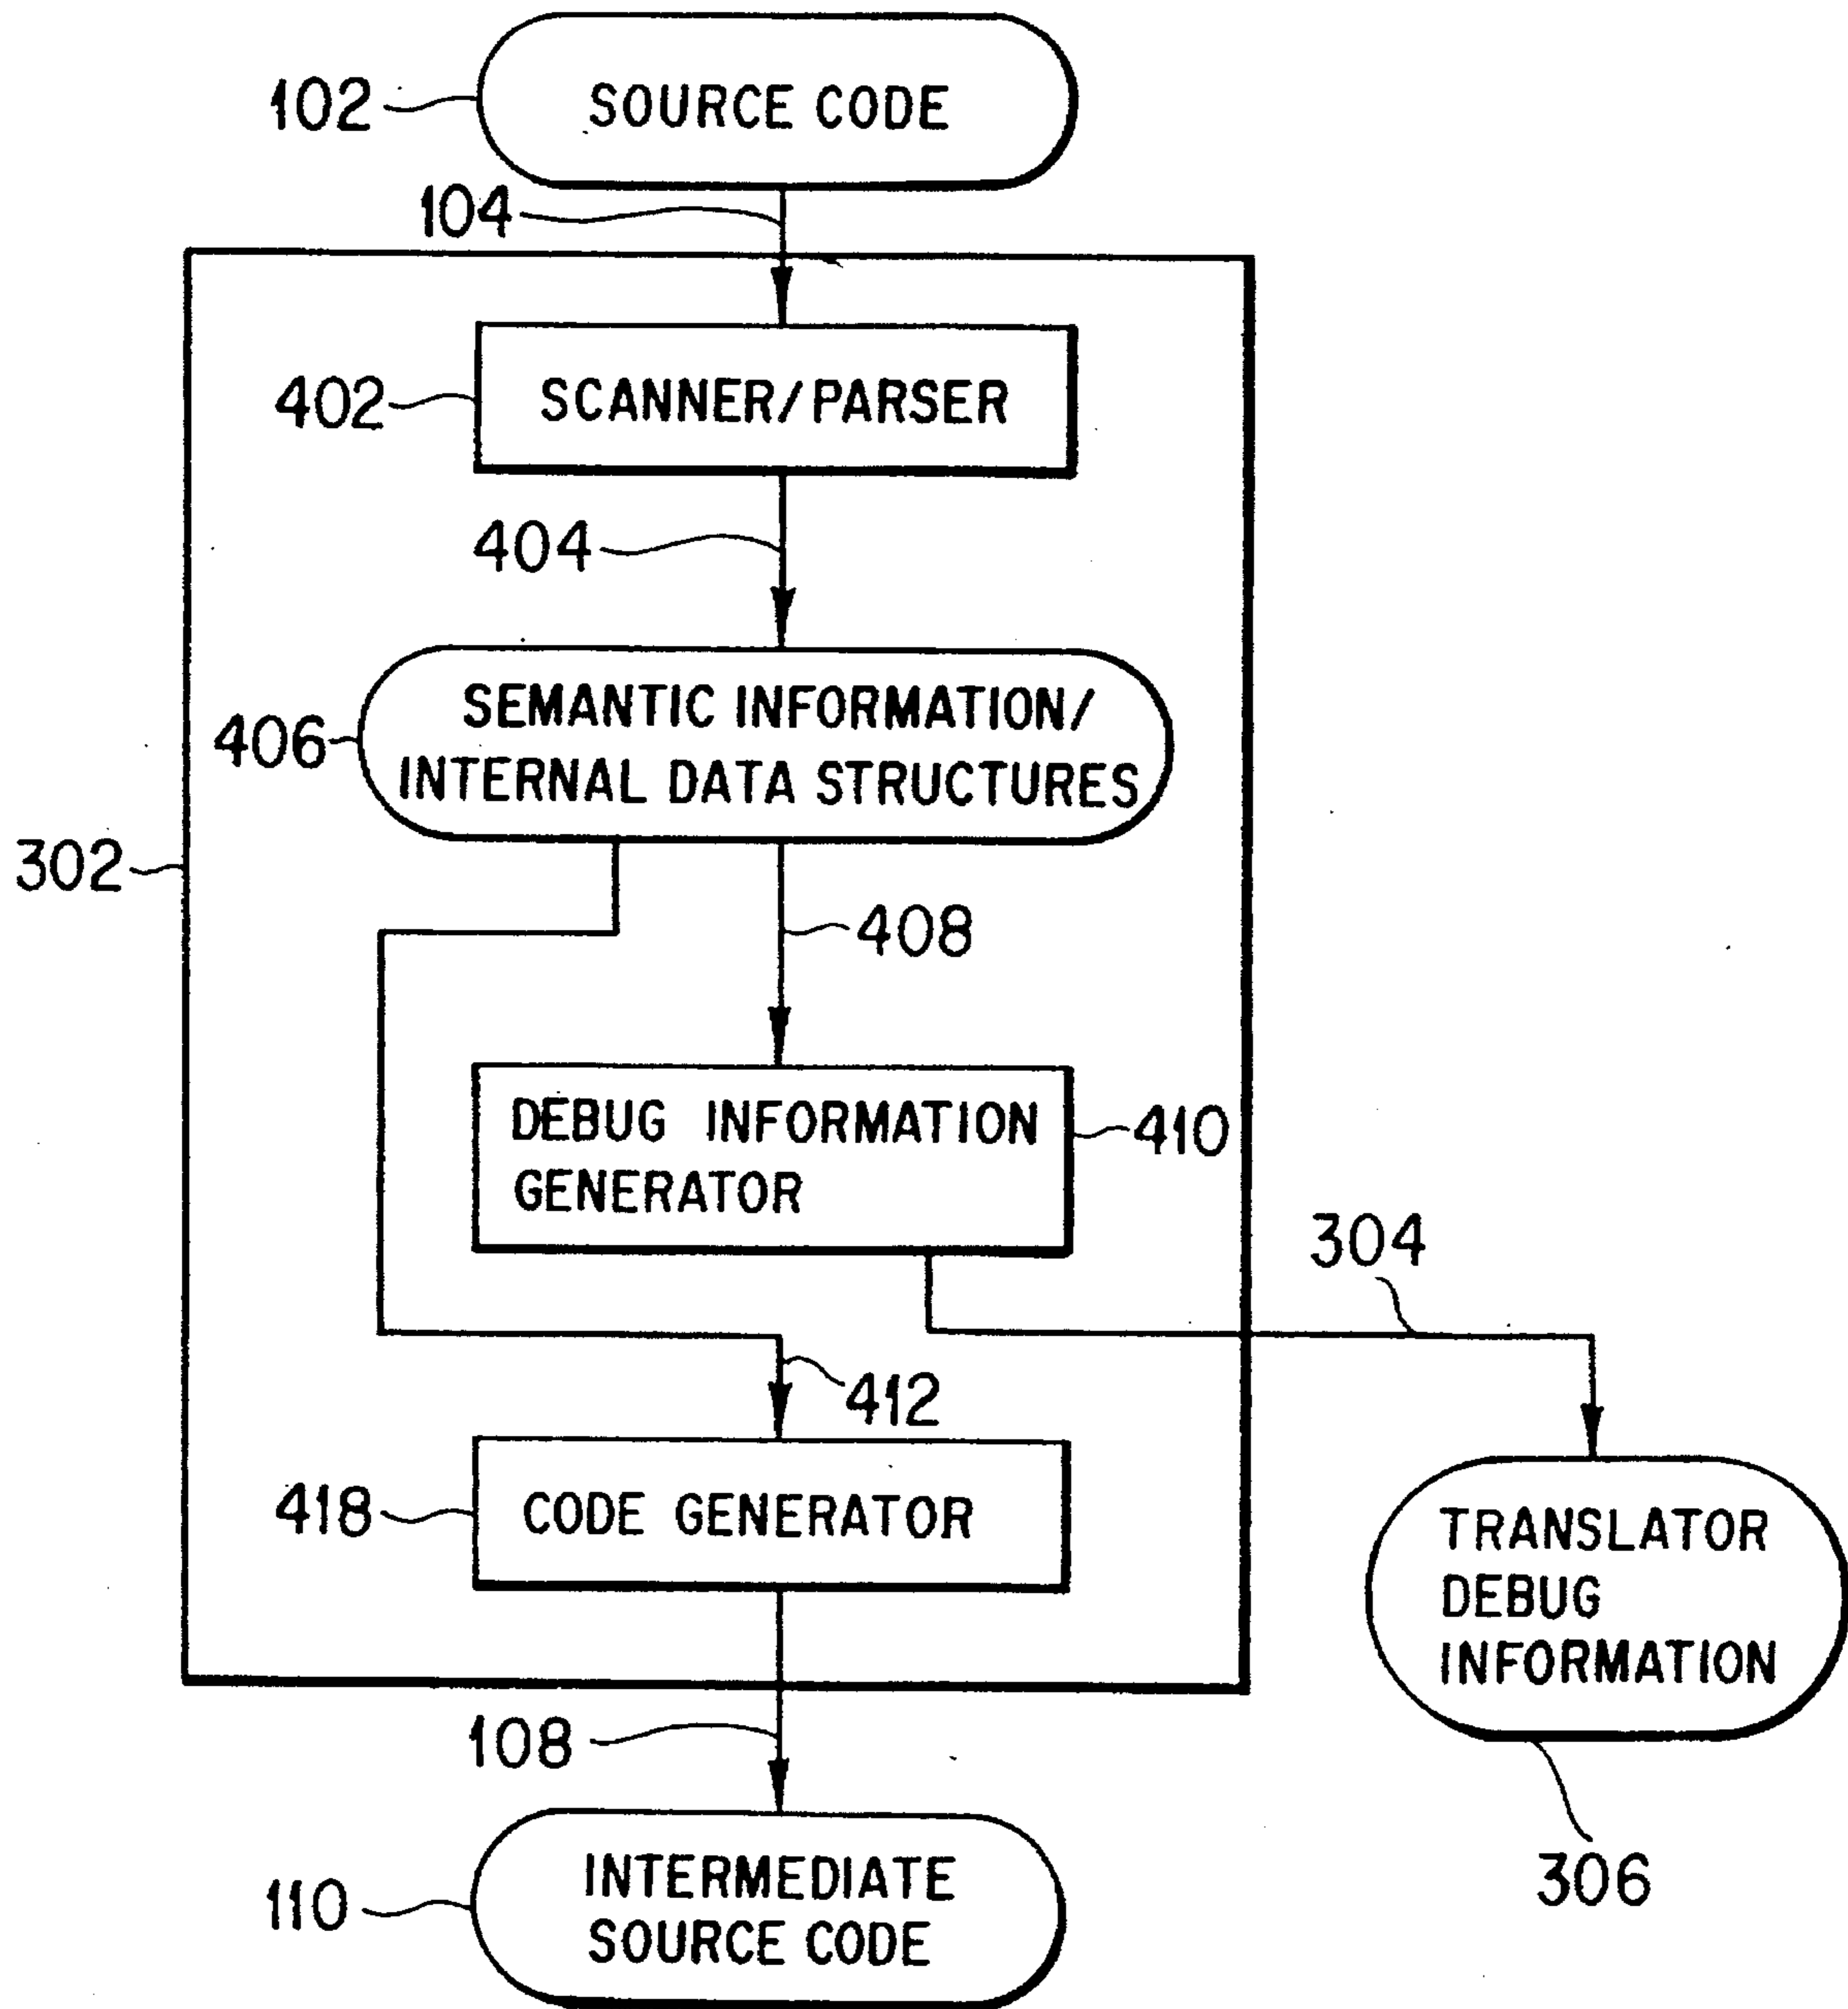 102
SOURCE CODE
104
402
SCANNER/PARSER
404
406
SEMANTIC INFORMATION/
INTERNAL DATA STRUCTURES
302
408
DEBUG INFORMATION
GENERATOR
410
304
412
418
CODE GENERATOR
TRANSLATOR
DEBUG
INFORMATION
306
108
110
INTERMEDIATE
SOURCE CODE